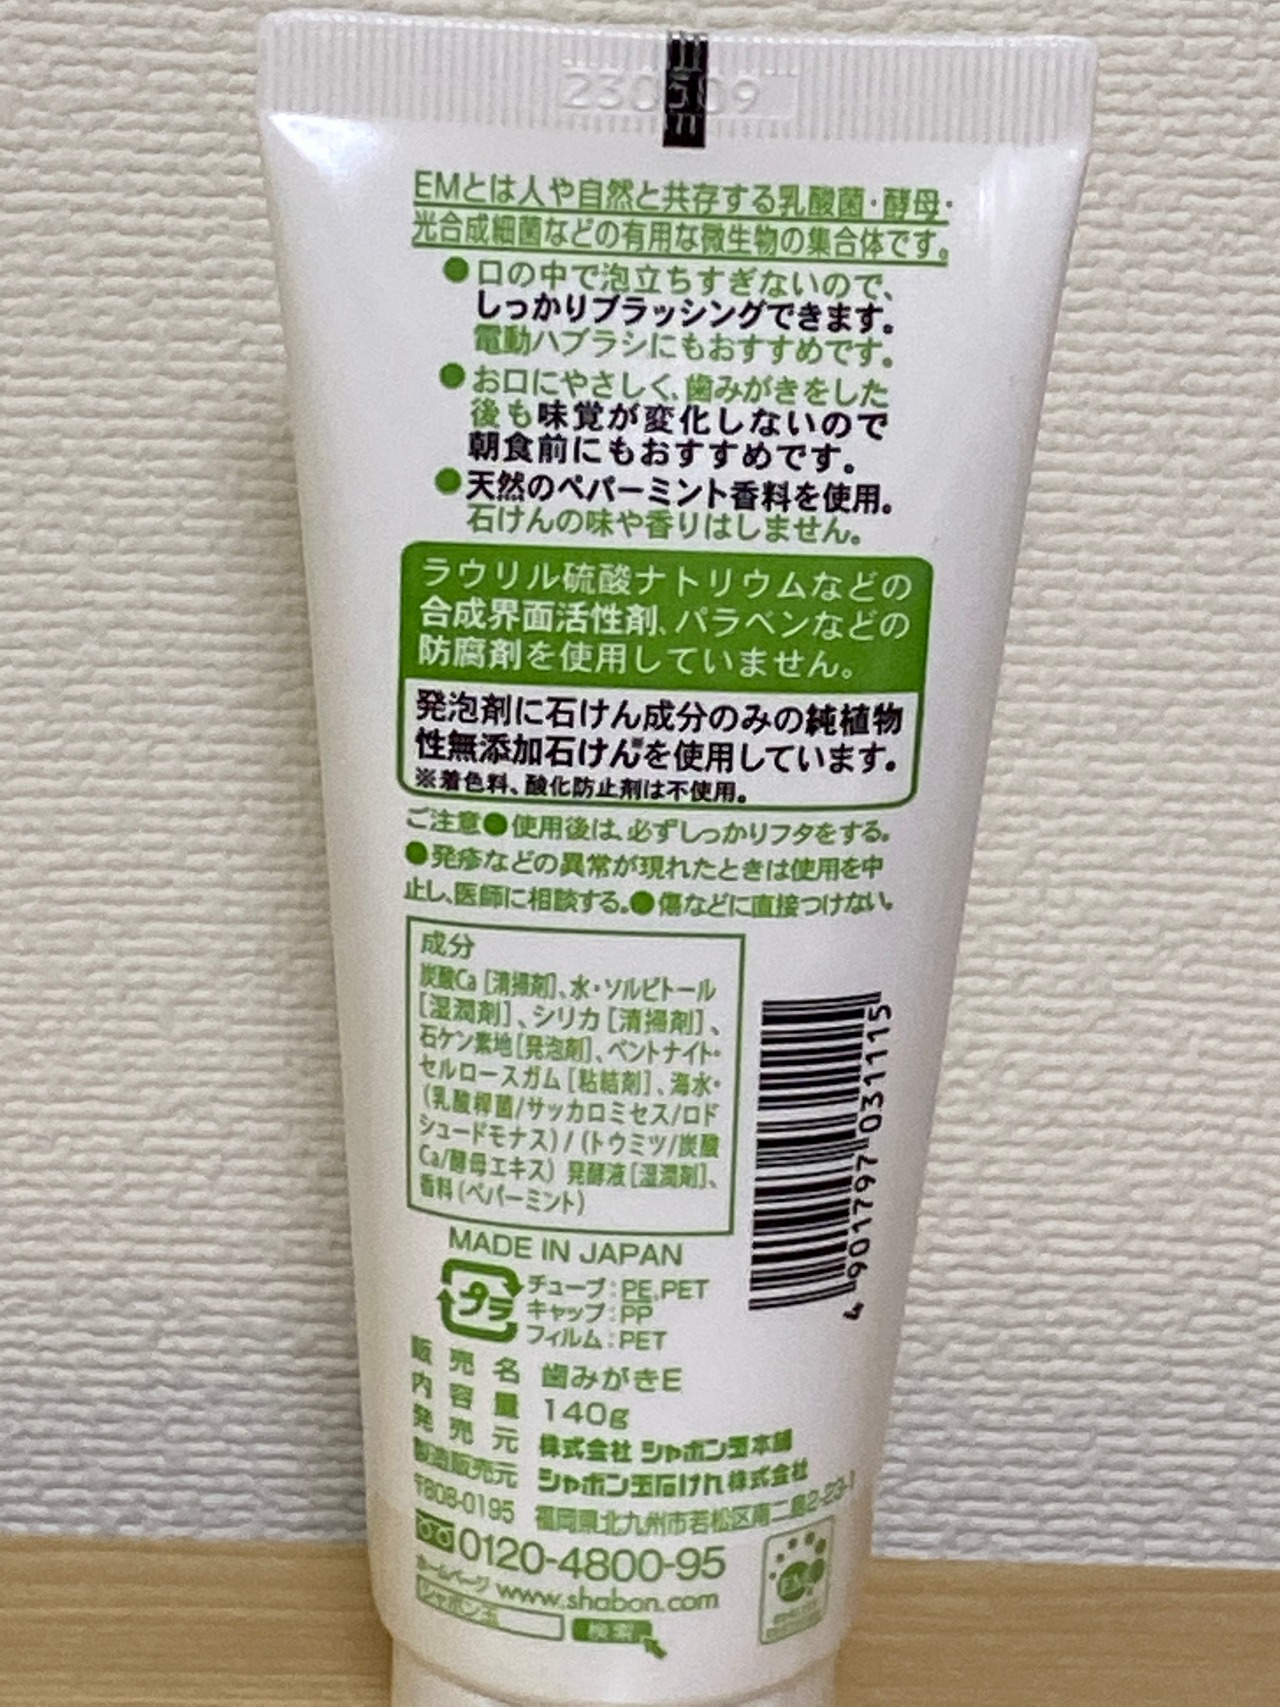 230509
EMとは人や自然と共存する乳酸菌・酵母・
光合成細菌などの有用な微生物の集合体です。
●口の中で泡立ちすぎないので、
しっかりブラッシングできます。
電動ハブラシにもおすすめです。
●お口にやさしく、歯みがきをした
後も味覚が変化しないので
朝食前にもおすすめです。
●天然のペパーミント香料を使用。
石けんの味や香りはしません。
ラウリル硫酸ナトリウムなどの
合成界面活性剤、パラベンなどの
防腐剤を使用していません。
発泡剤に石けん成分のみの純植物
性無添加石けん※を使用しています。
※着色料、酸化防止剤は不使用。
ご注意●使用後は、必ずしっかりフタをする。
●発疹などの異常が現れたときは使用を中
止し、医師に相談する。●傷などに直接つけない。
成分
炭酸Ca［清掃剤］、水・ソルビトール
［湿潤剤］、シリカ［清掃剤］、
石ケン素地［発泡剤］、ベントナイト・
セルロースガム［粘結剤］、海水・
（乳酸桿菌/サッカロミセス/ロド
シュードモナス）/（トウミツ/炭酸
Ca/酵母エキス）発酵液［湿潤剤］、
香料（ペパーミント）
4 901797 031115
MADE IN JAPAN
プラ
チューブ：PE,PET
キャップ：PP
フィルム：PET
販売名 歯みがきE
内容量 140g
発売元 株式会社 シャボン玉本舗
製造販売元 シャボン玉石けん株式会社
〒808-0195 福岡県北九州市若松区南二島2-23-1
0120-4800-95
ホームページ www.shabon.com
シャボン玉 検索
EM